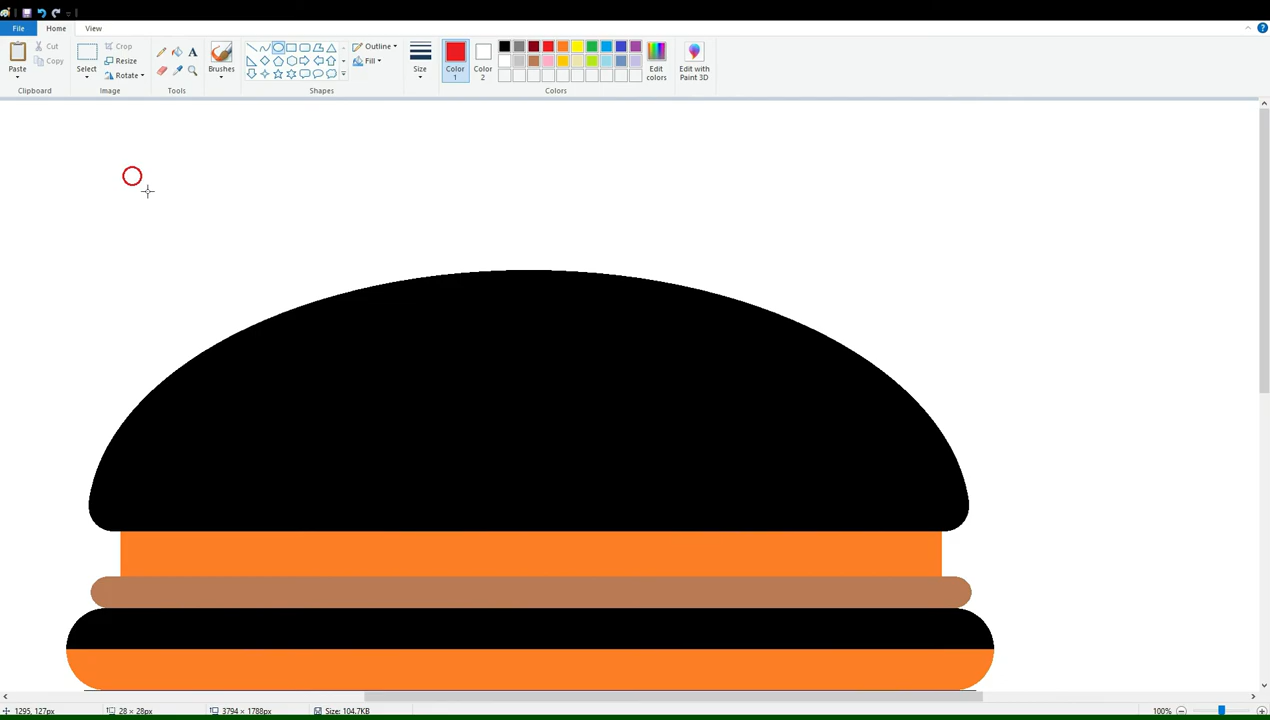 File Home View
Paste
Cut
Copy
Clipboard
Select
Crop
Resize
Rotate
Image
A
Tools
Brushes
Outline
Fill
Shapes
Size
Color 1
Color 2
Edit colors
Colors
Edit with Paint 3D
1295, 127px 28 × 28px 3794 × 1788px Size: 104.7KB 100%